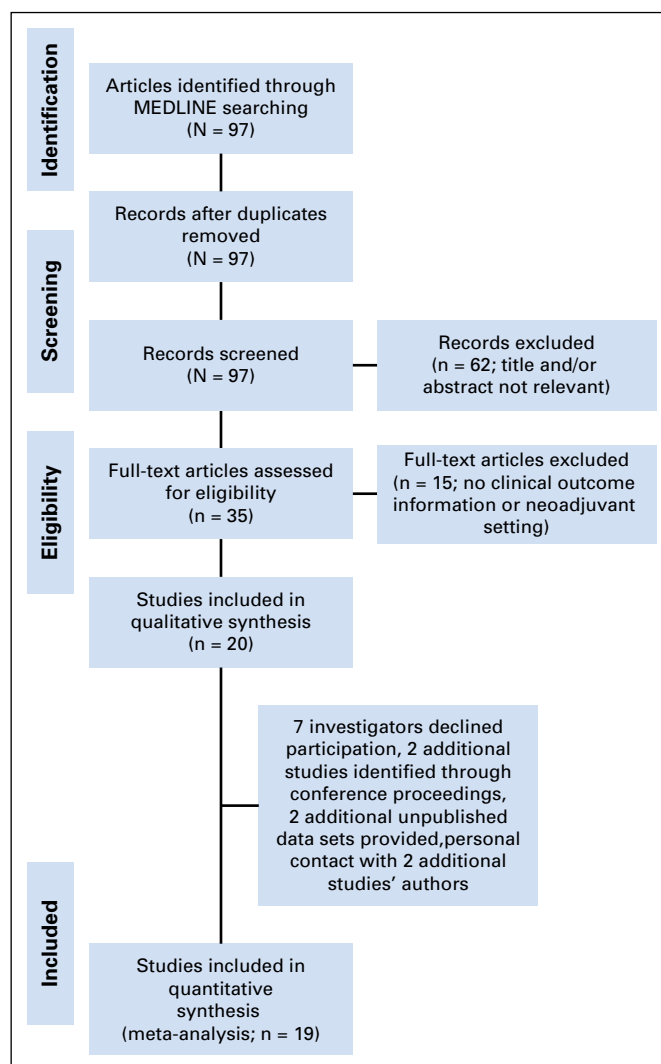 Identification
Articles identified through
MEDLINE searching
(N = 97)
Records after duplicates
removed
(N = 97)
Screening
Records screened
(N = 97)
Records excluded
(n = 62; title and/or
abstract not relevant)
Eligibility
Full-text articles assessed
for eligibility
(n = 35)
Full-text articles excluded
(n = 15; no clinical outcome
information or neoadjuvant
setting)
Studies included in
qualitative synthesis
(n = 20)
7 investigators declined
participation, 2 additional
studies identified through
conference proceedings,
2 additional unpublished
data sets provided,personal
contact with 2 additional
studies’ authors
Included
Studies included in
quantitative
synthesis
(meta-analysis; n = 19)